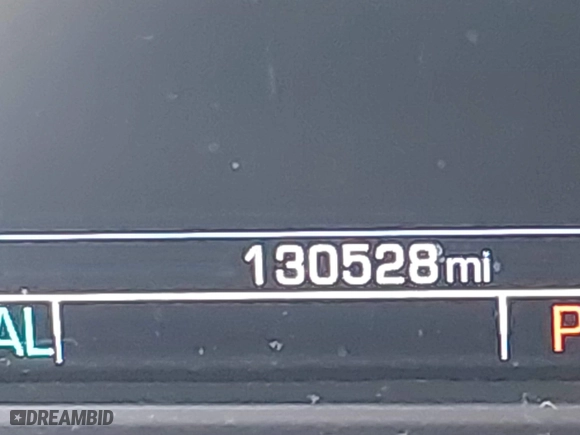 130528 mi
AL P
DREAMBID